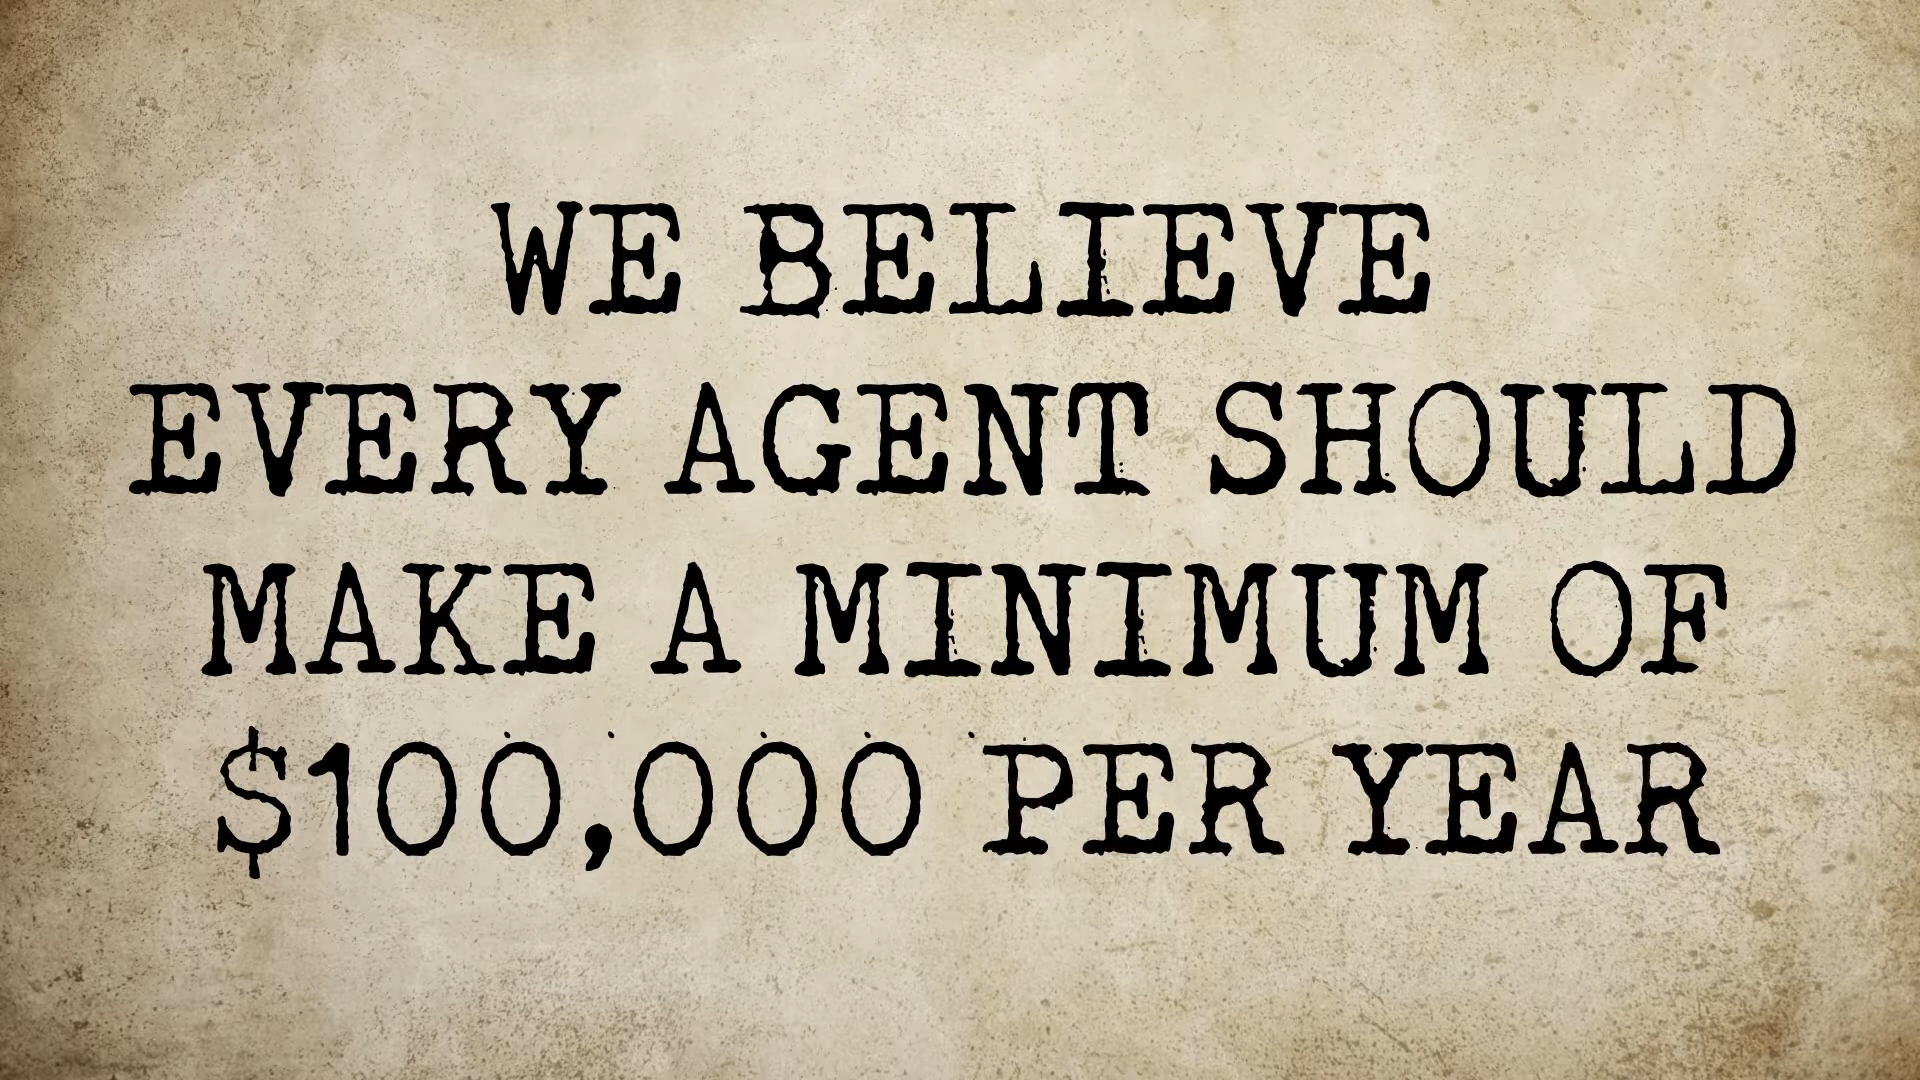 WE BELIEVE
EVERY AGENT SHOULD
MAKE A MINIMUM OF
$100,000 PER YEAR